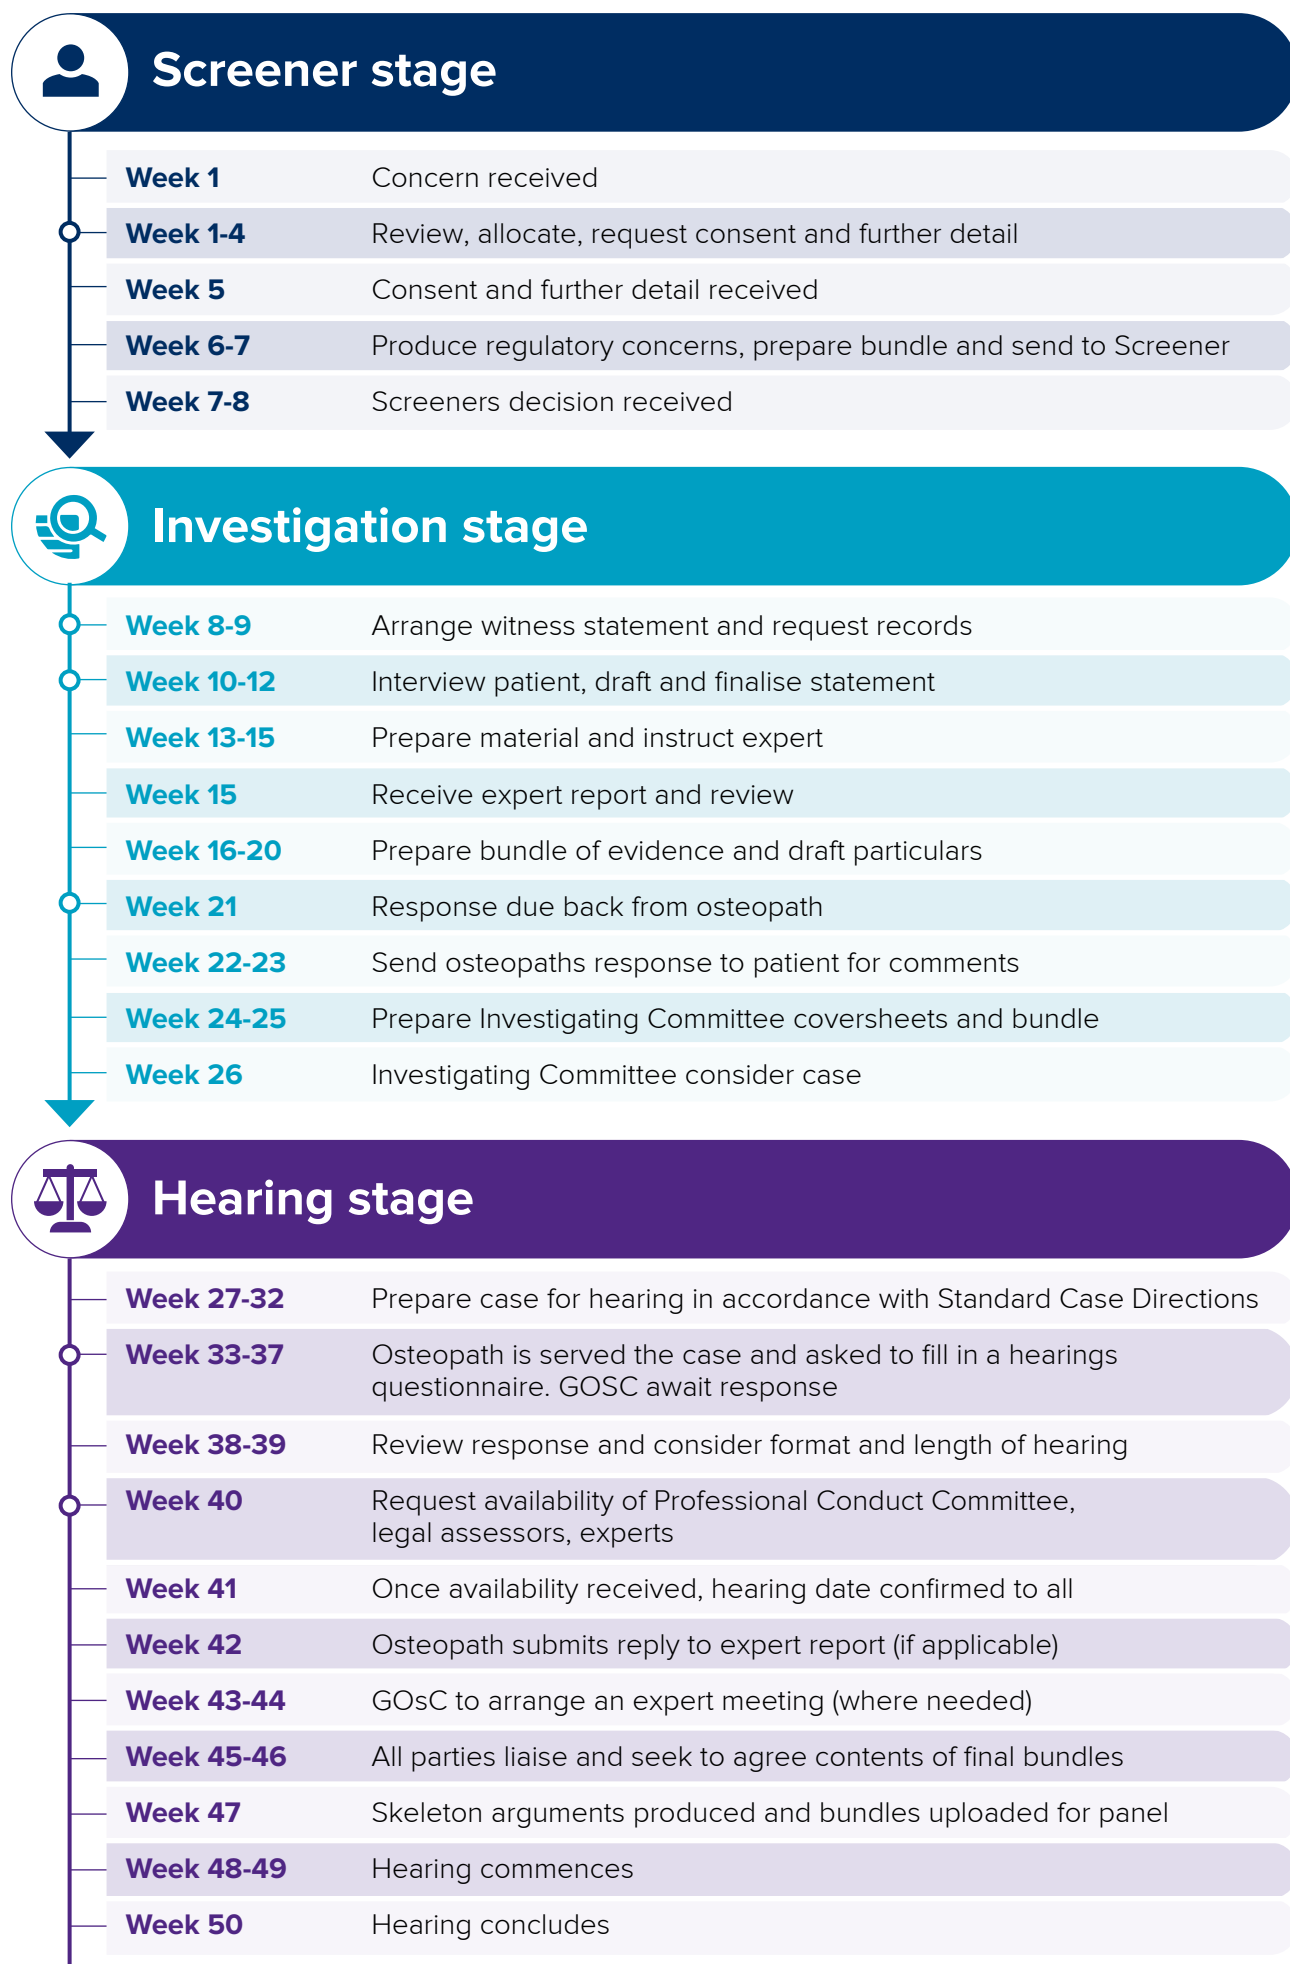 Screener stage
Week 1 Concern received
Week 1-4 Review, allocate, request consent and further detail
Week 5 Consent and further detail received
Week 6-7 Produce regulatory concerns, prepare bundle and send to Screener
Week 7-8 Screeners decision received
Investigation stage
Week 8-9 Arrange witness statement and request records
Week 10-12 Interview patient, draft and finalise statement
Week 13-15 Prepare material and instruct expert
Week 15 Receive expert report and review
Week 16-20 Prepare bundle of evidence and draft particulars
Week 21 Response due back from osteopath
Week 22-23 Send osteopaths response to patient for comments
Week 24-25 Prepare Investigating Committee coversheets and bundle
Week 26 Investigating Committee consider case
Hearing stage
Week 27-32 Prepare case for hearing in accordance with Standard Case Directions
Week 33-37 Osteopath is served the case and asked to fill in a hearings
questionnaire. GOSC await response
Week 38-39 Review response and consider format and length of hearing
Week 40 Request availability of Professional Conduct Committee,
legal assessors, experts
Week 41 Once availability received, hearing date confirmed to all
Week 42 Osteopath submits reply to expert report (if applicable)
Week 43-44 GOsC to arrange an expert meeting (where needed)
Week 45-46 All parties liaise and seek to agree contents of final bundles
Week 47 Skeleton arguments produced and bundles uploaded for panel
Week 48-49 Hearing commences
Week 50 Hearing concludes